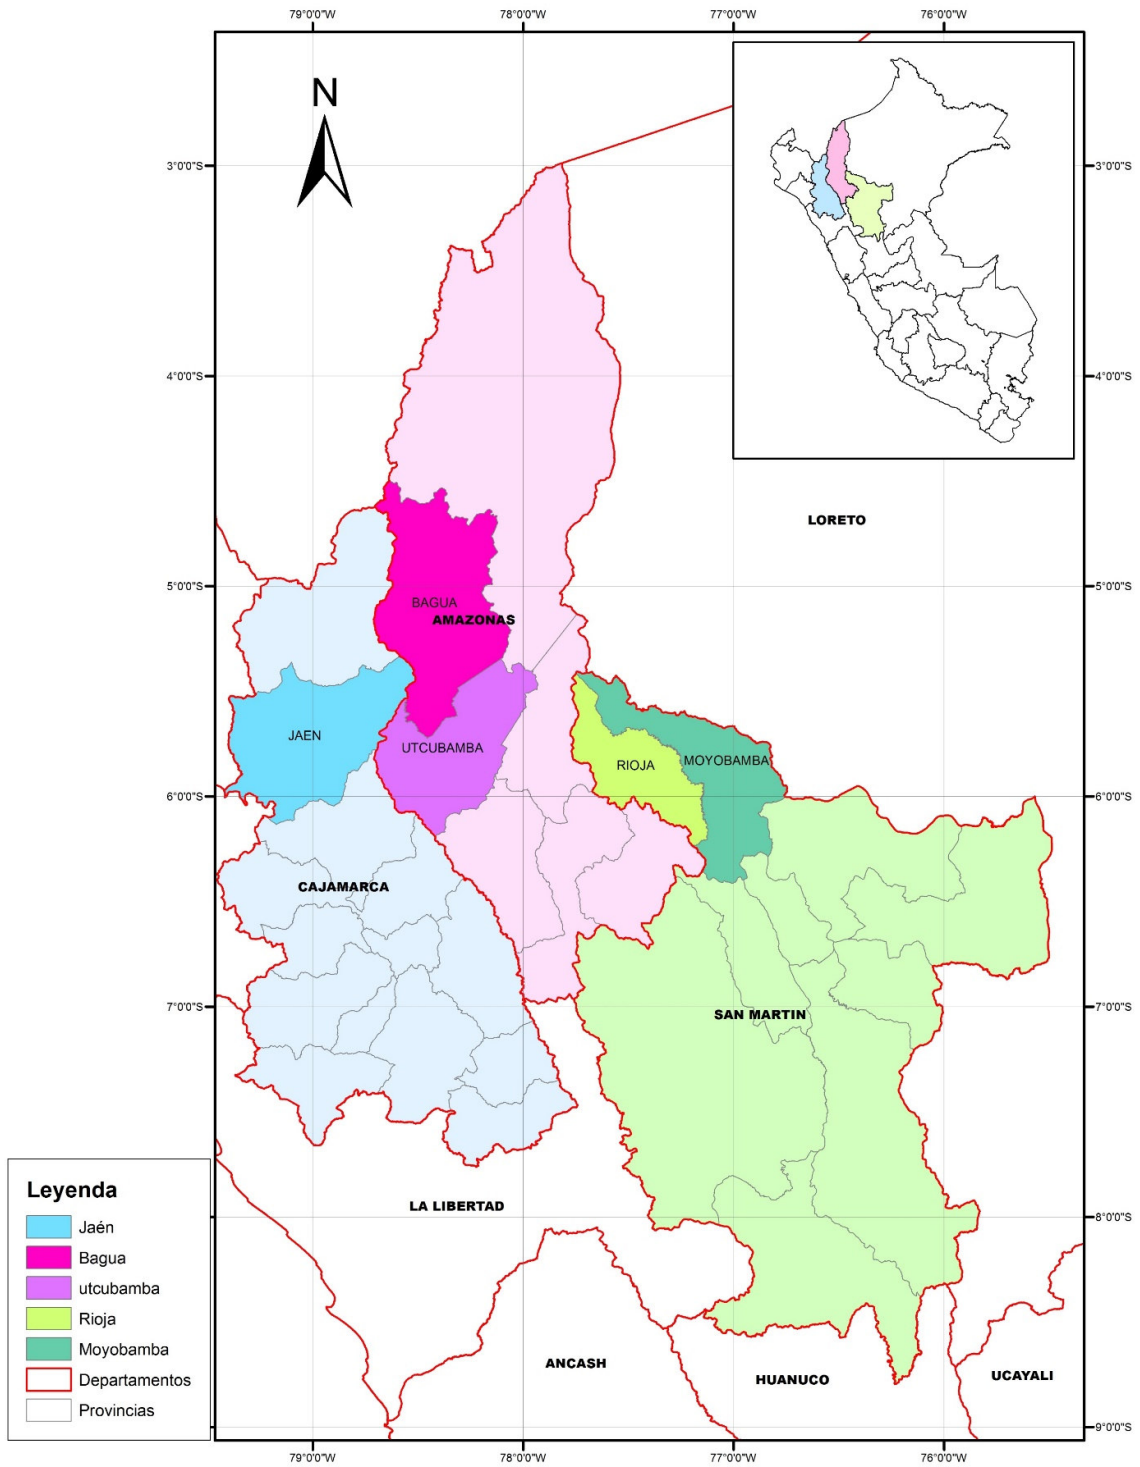 79°0'0"W 78°0'0"W 77°0'0"W 76°0'0"W
N
3°0'0"S 3°0'0"S
4°0'0"S 4°0'0"S
LORETO
5°0'0"S 5°0'0"S
BAGUA
AMAZONAS
JAEN
UTCUBAMBA
RIOJA
MOYOBAMBA
6°0'0"S 6°0'0"S
CAJAMARCA
7°0'0"S 7°0'0"S
SAN MARTIN
LA LIBERTAD
8°0'0"S
ANCASH
HUANUCO
UCAYALI
9°0'0"S
Leyenda
Jaén
Bagua
utcubamba
Rioja
Moyobamba
Departamentos
Provincias
79°0'0"W 78°0'0"W 77°0'0"W 76°0'0"W